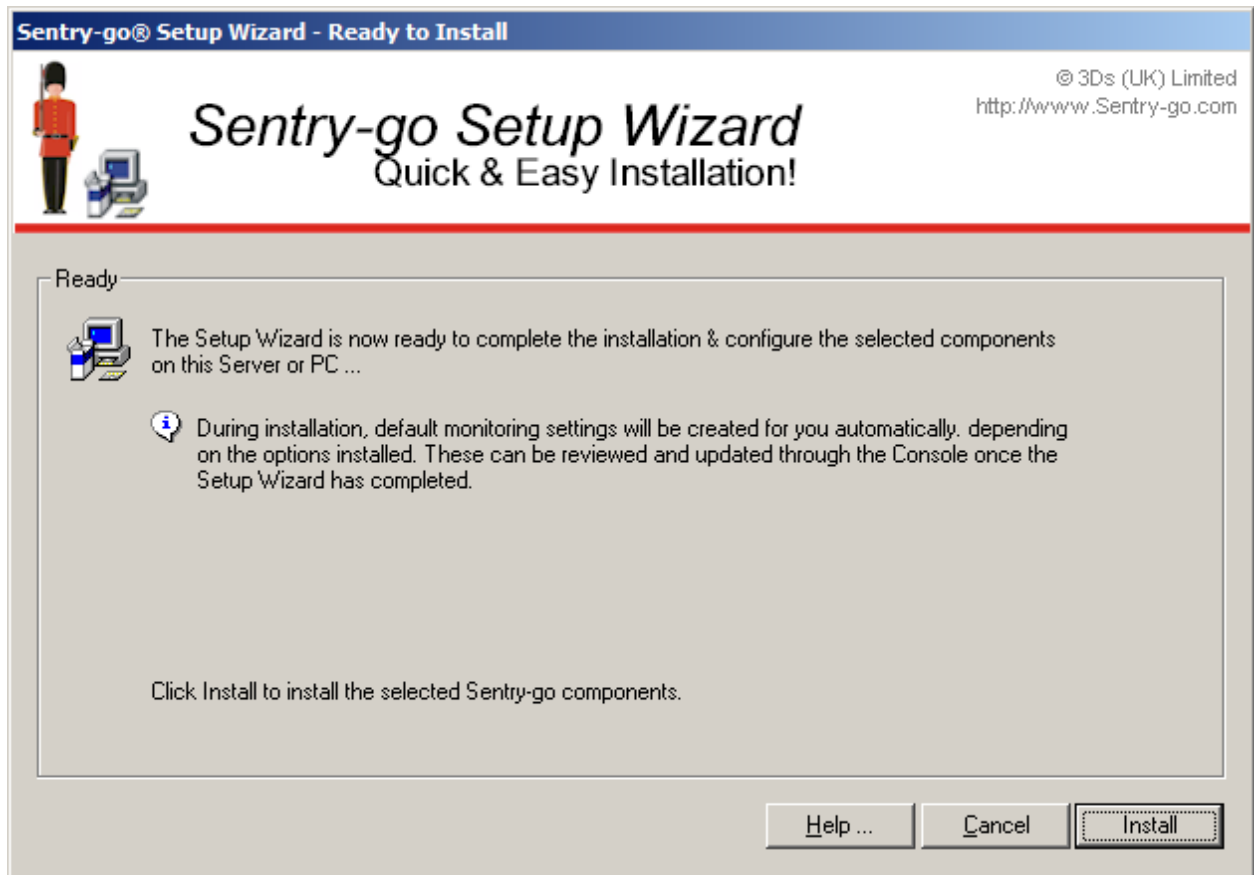 Sentry-go® Setup Wizard - Ready to Install
© 3Ds (UK) Limited
http://www.Sentry-go.com
Sentry-go Setup Wizard
Quick & Easy Installation!
Ready
The Setup Wizard is now ready to complete the installation & configure the selected components
on this Server or PC ...
During installation, default monitoring settings will be created for you automatically. depending
on the options installed. These can be reviewed and updated through the Console once the
Setup Wizard has completed.
Click Install to install the selected Sentry-go components.
Help ...
Cancel
Install